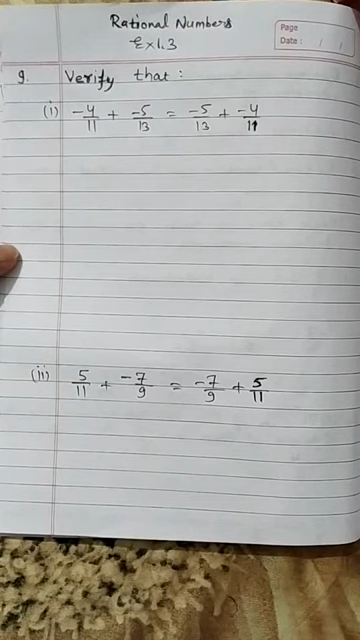 Rational Numbers
Ex 1.3
Page
Date : / /
9. Verify that :
(i) -4/11 + -5/13 = -5/13 + -4/11
(ii) 5/11 + -7/9 = -7/9 + 5/11